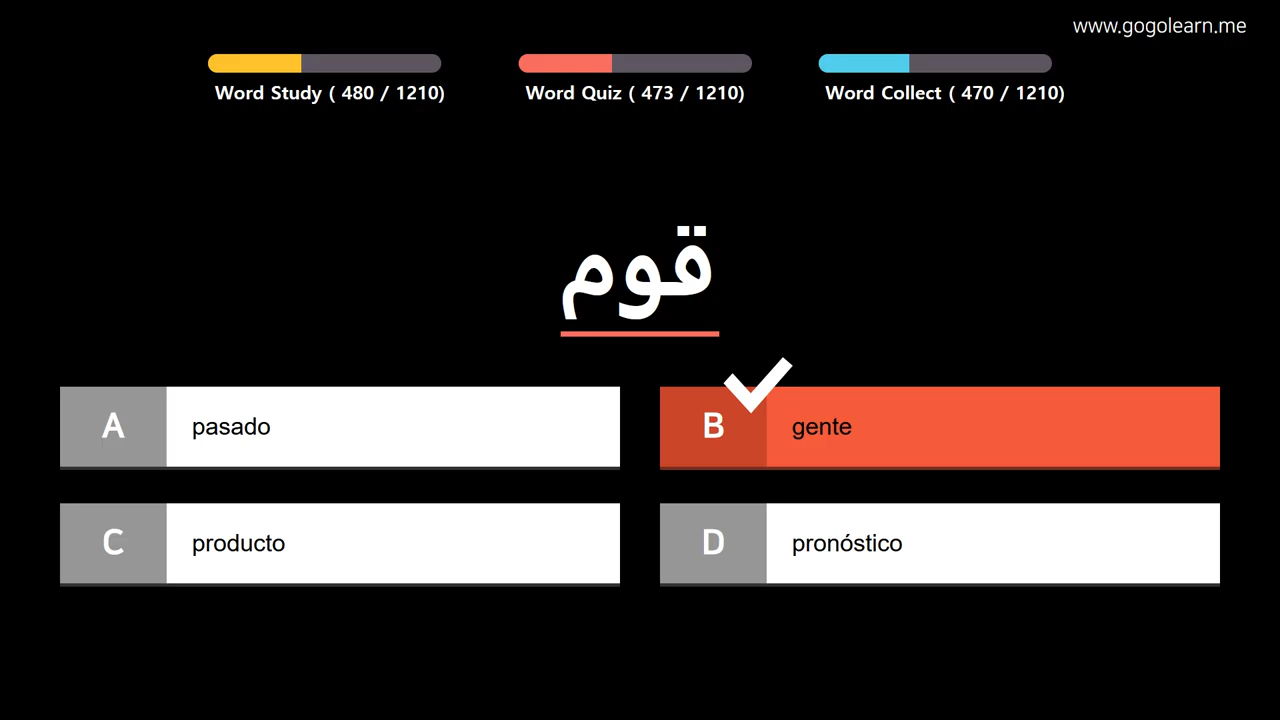 www.gogolearn.me
Word Study ( 480 / 1210)
Word Quiz ( 473 / 1210)
Word Collect ( 470 / 1210)
قوم
A pasado
B gente
C producto
D pronóstico